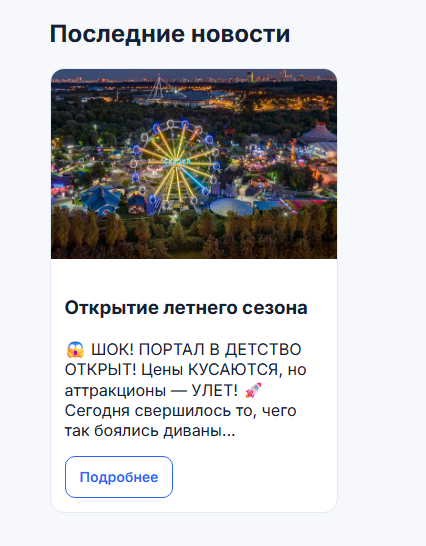 Последние новости
Открытие летнего сезона
😱 ШОК! ПОРТАЛ В ДЕТСТВО
ОТКРЫТ! Цены КУСАЮТСЯ, но
аттракционы — УЛЕТ! 🚀
Сегодня свершилось то, чего
так боялись диваны...
Подробнее